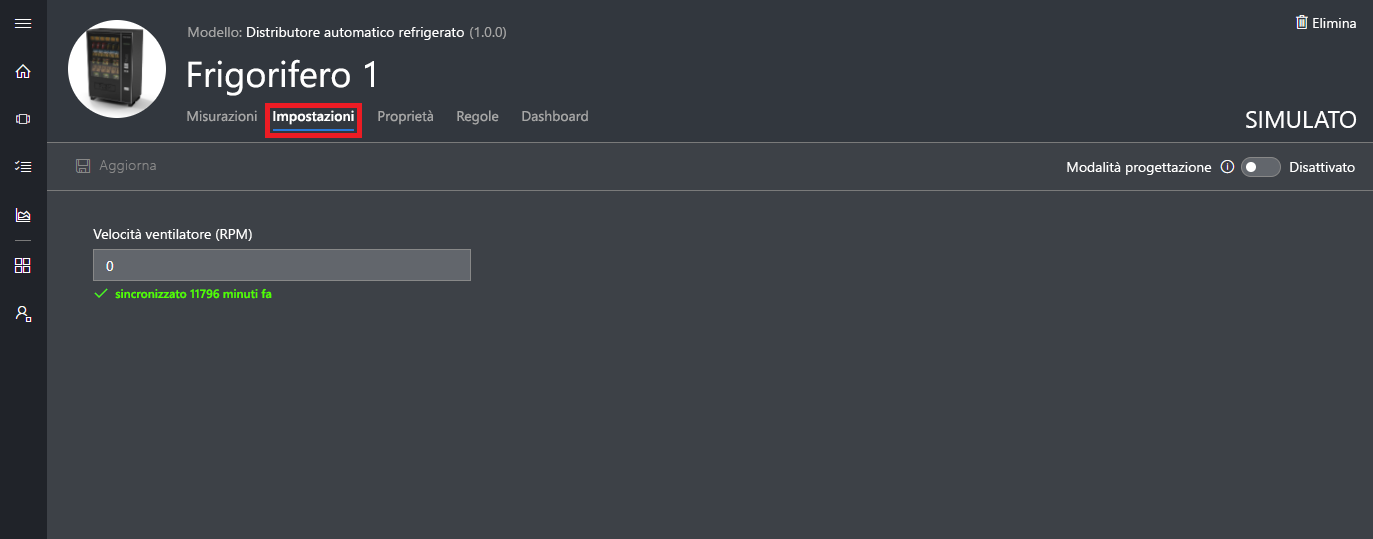 Modello: Distributore automatico refrigerato (1.0.0)
Elimina
Frigorifero 1
Misurazioni Impostazioni Proprietà Regole Dashboard
SIMULATO
Aggiorna
Modalità progettazione Disattivato
Velocità ventilatore (RPM)
0
sincronizzato 11796 minuti fa